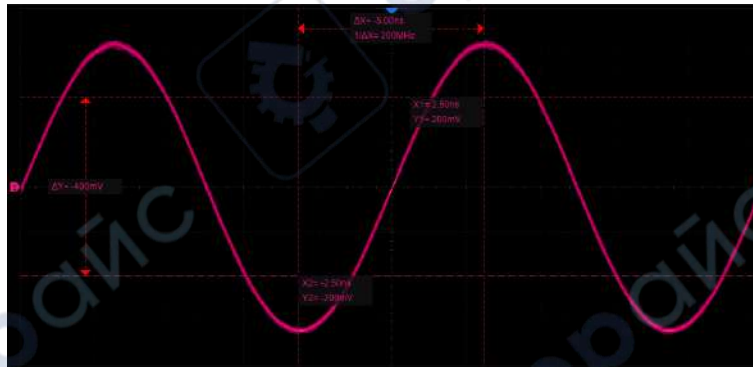 ΔX= -5.00ns
1/ΔX= 200MHz
X1= 2.50ns
Y1= 200mV
ΔY= -400mV
X2= -2.50ns
Y2= -200mV
райс
райс